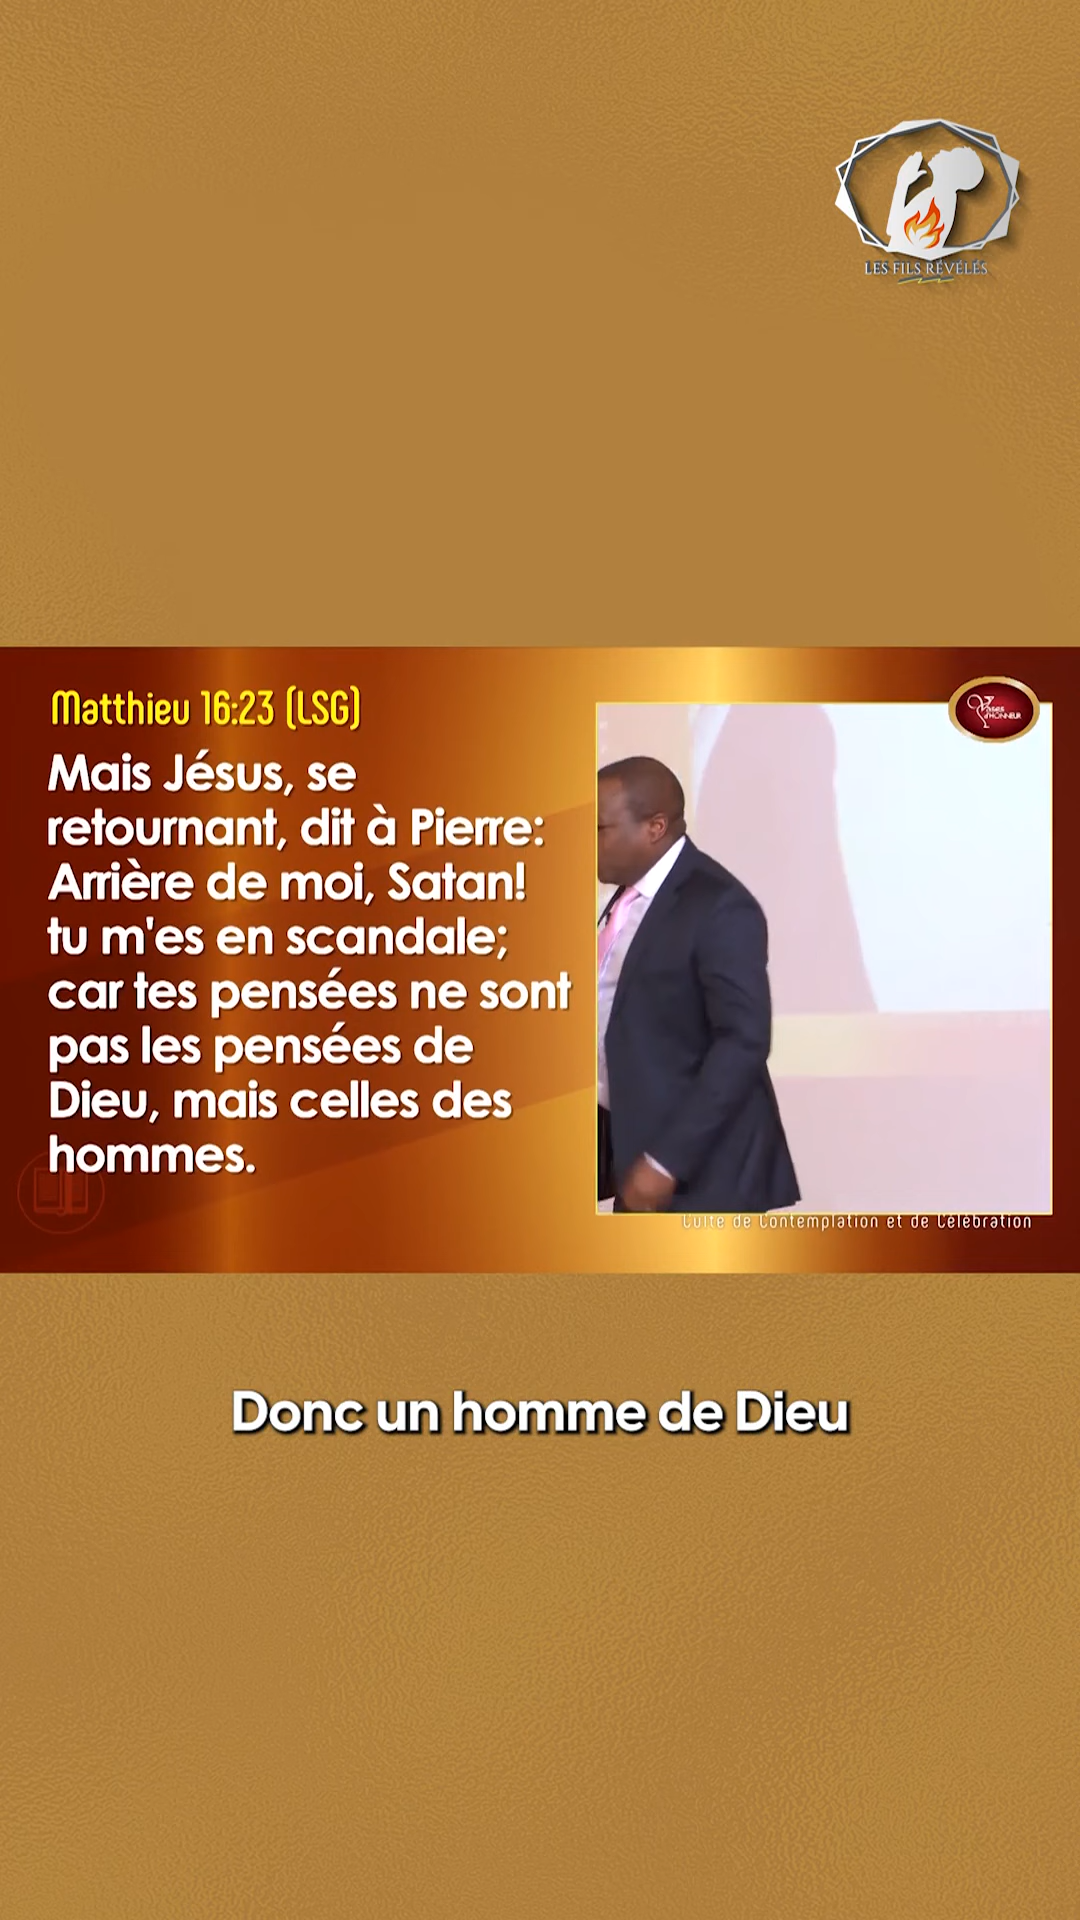 LES FILS RÉVÉLÉS
Matthieu 16:23 (LSG)
Vases
d'HONNEUR
Mais Jésus, se
retournant, dit à Pierre:
Arrière de moi, Satan!
tu m'es en scandale;
car tes pensées ne sont
pas les pensées de
Dieu, mais celles des
hommes.
Culte de Contemplation et de Célébration
Donc un homme de Dieu